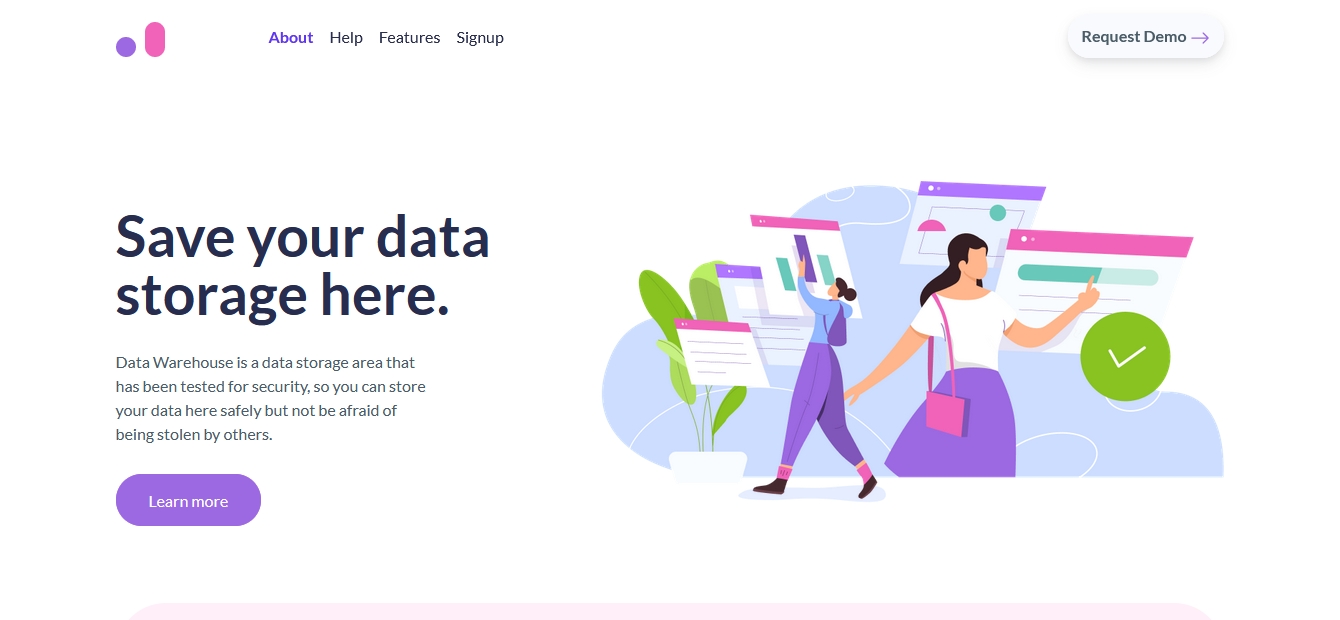 About Help Features Signup
Request Demo
Save your data
storage here.
Data Warehouse is a data storage area that
has been tested for security, so you can store
your data here safely but not be afraid of
being stolen by others.
Learn more